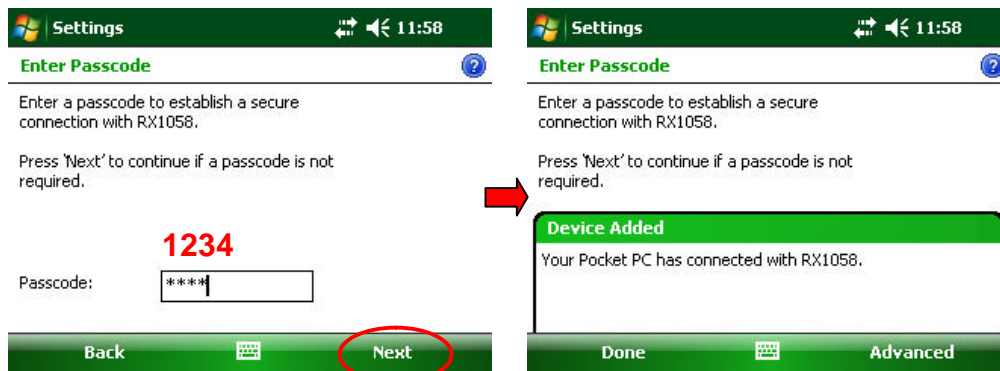 Settings 11:58
Enter Passcode
Enter a passcode to establish a secure
connection with RX1058.
Press 'Next' to continue if a passcode is not
required.
1234
Passcode: ****
Back Next
Settings 11:58
Enter Passcode
Enter a passcode to establish a secure
connection with RX1058.
Press 'Next' to continue if a passcode is not
required.
Device Added
Your Pocket PC has connected with RX1058.
Done Advanced